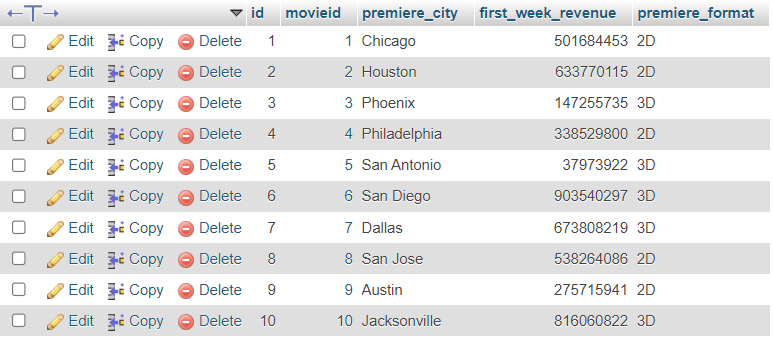 id movieid premiere_city first_week_revenue premiere_format
Edit Copy Delete 1 1 Chicago 501684453 2D
Edit Copy Delete 2 2 Houston 633770115 2D
Edit Copy Delete 3 3 Phoenix 147255735 3D
Edit Copy Delete 4 4 Philadelphia 338529800 2D
Edit Copy Delete 5 5 San Antonio 37973922 3D
Edit Copy Delete 6 6 San Diego 903540297 3D
Edit Copy Delete 7 7 Dallas 673808219 3D
Edit Copy Delete 8 8 San Jose 538264086 2D
Edit Copy Delete 9 9 Austin 275715941 2D
Edit Copy Delete 10 10 Jacksonville 816060822 3D